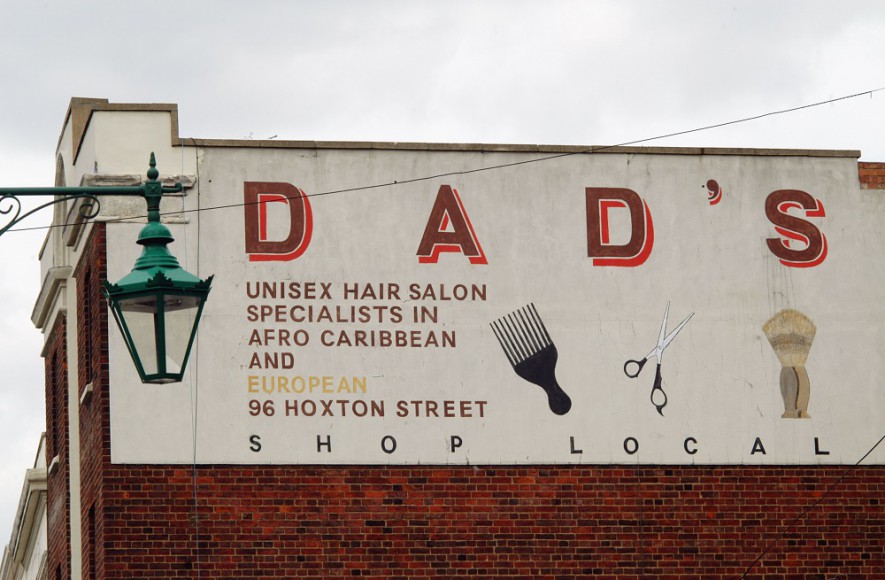 DAD'S
UNISEX HAIR SALON
SPECIALISTS IN
AFRO CARIBBEAN
AND
EUROPEAN
96 HOXTON STREET
SHOP LOCAL